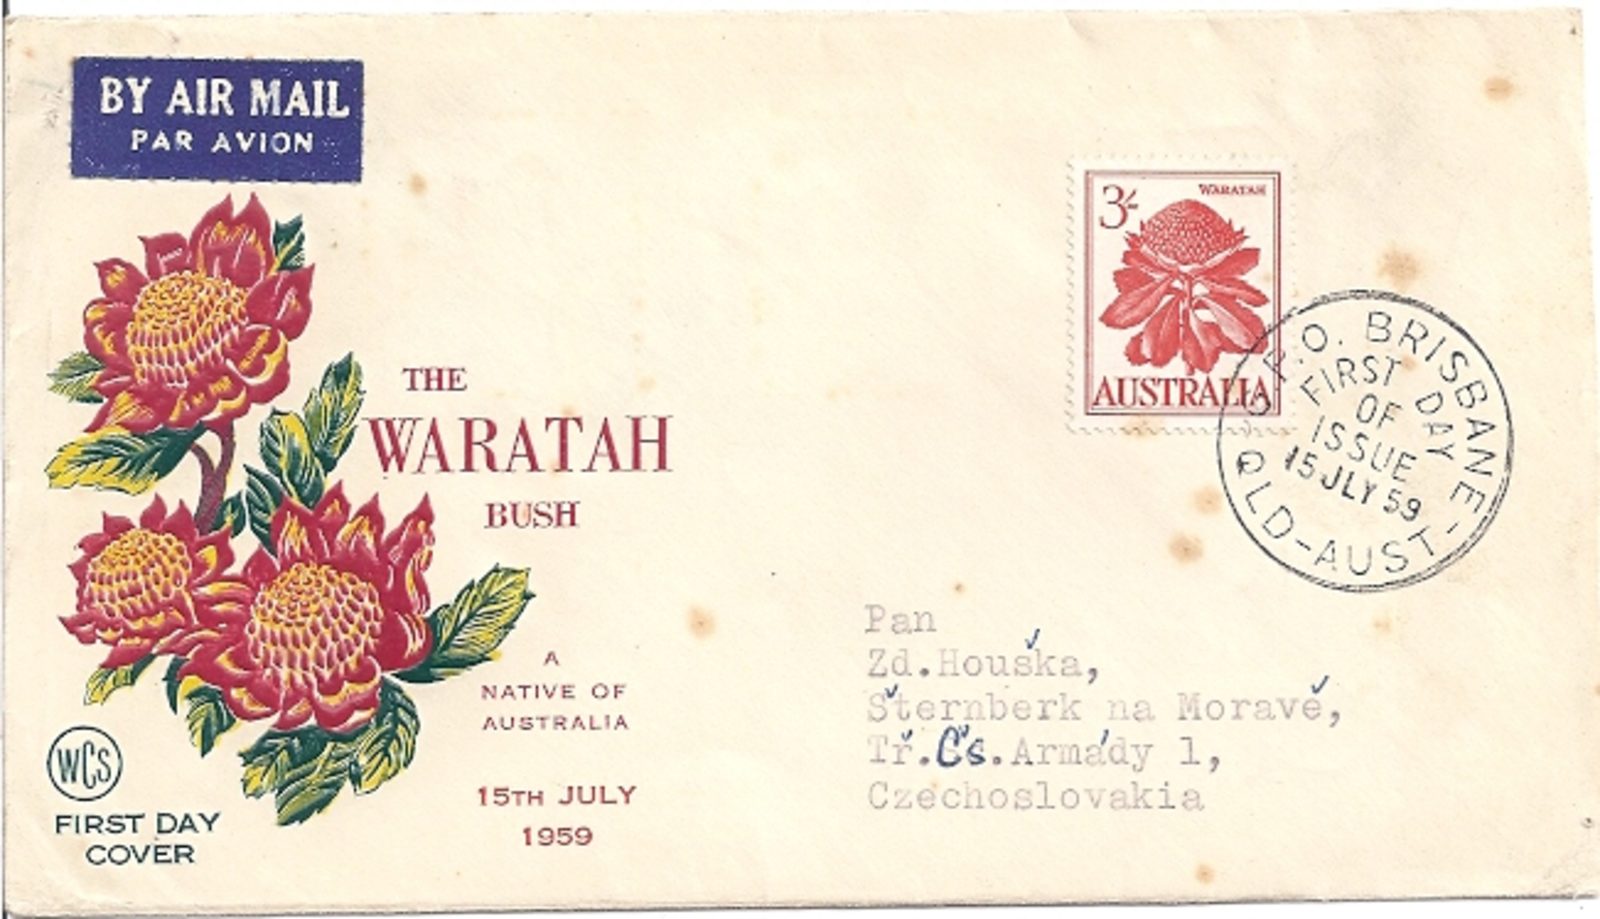 BY AIR MAIL
PAR AVION
WARATAH
3/-
AUSTRALIA
G.P.O. BRISBANE-
QLD-AUST-
FIRST DAY
OF
ISSUE
15 JLY 59
THE
WARATAH
BUSH
A
NATIVE OF
AUSTRALIA
15TH JULY
1959
WCS
FIRST DAY
COVER
Pan
Zd.Houška,
Šternberk na Moravě,
Tř.Čs.Armády 1,
Czechoslovakia